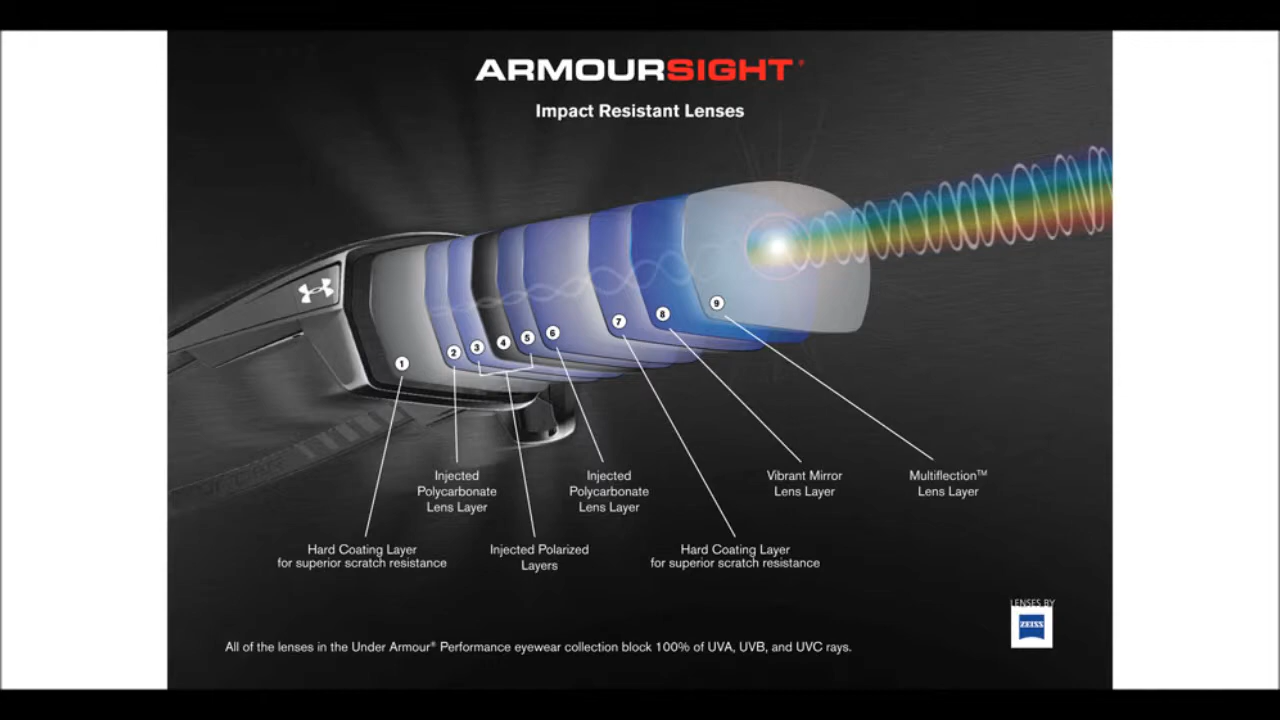 ARMOURSIGHT®
Impact Resistant Lenses
1
2
3
4
5
6
7
8
9
Injected
Polycarbonate
Lens Layer
Injected
Polycarbonate
Lens Layer
Vibrant Mirror
Lens Layer
Multiflection™
Lens Layer
Hard Coating Layer
for superior scratch resistance
Injected Polarized
Layers
Hard Coating Layer
for superior scratch resistance
LENSES BY
ZEISS
All of the lenses in the Under Armour® Performance eyewear collection block 100% of UVA, UVB, and UVC rays.